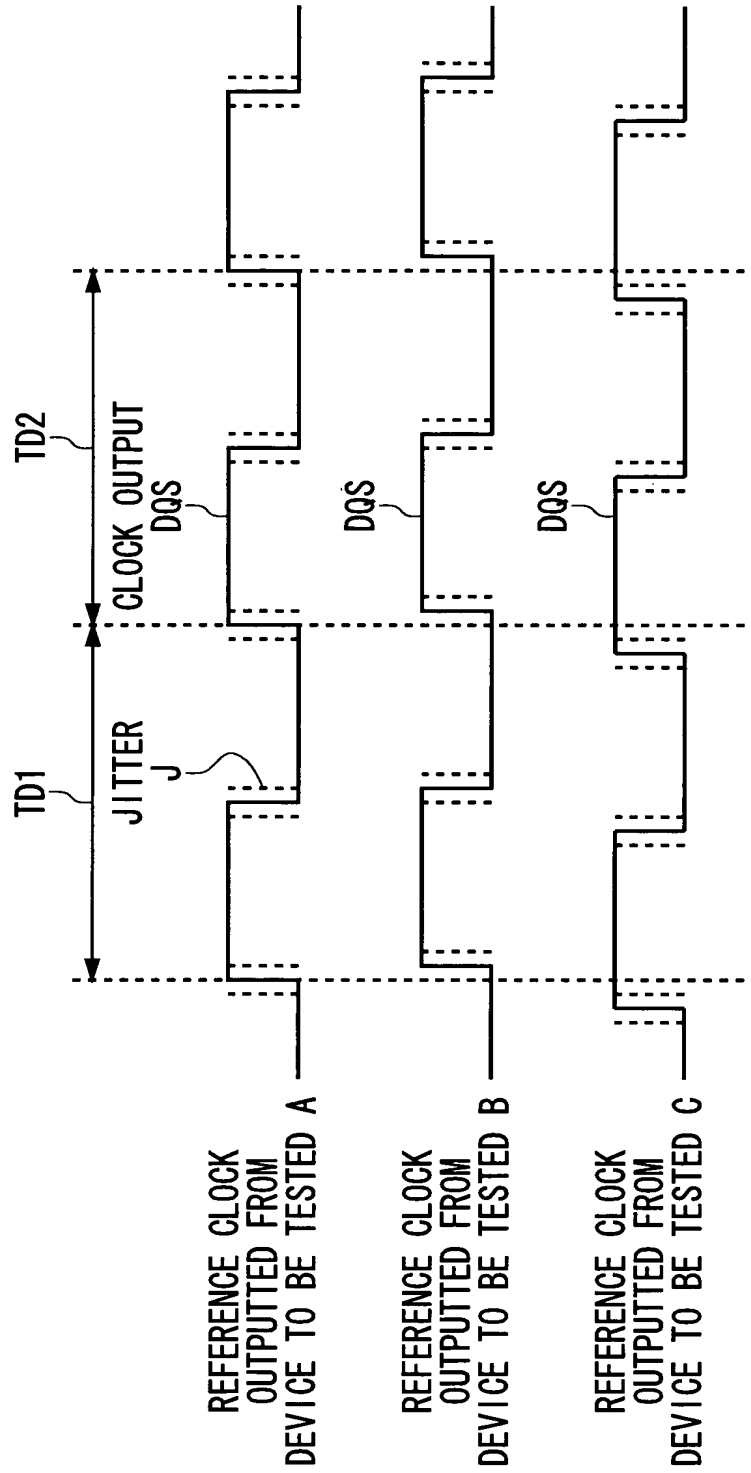 TD1
TD2
JITTER
J
CLOCK OUTPUT
REFERENCE CLOCK
OUTPUTTED FROM
DEVICE TO BE TESTED A
DQS
REFERENCE CLOCK
OUTPUTTED FROM
DEVICE TO BE TESTED B
DQS
REFERENCE CLOCK
OUTPUTTED FROM
DEVICE TO BE TESTED C
DQS